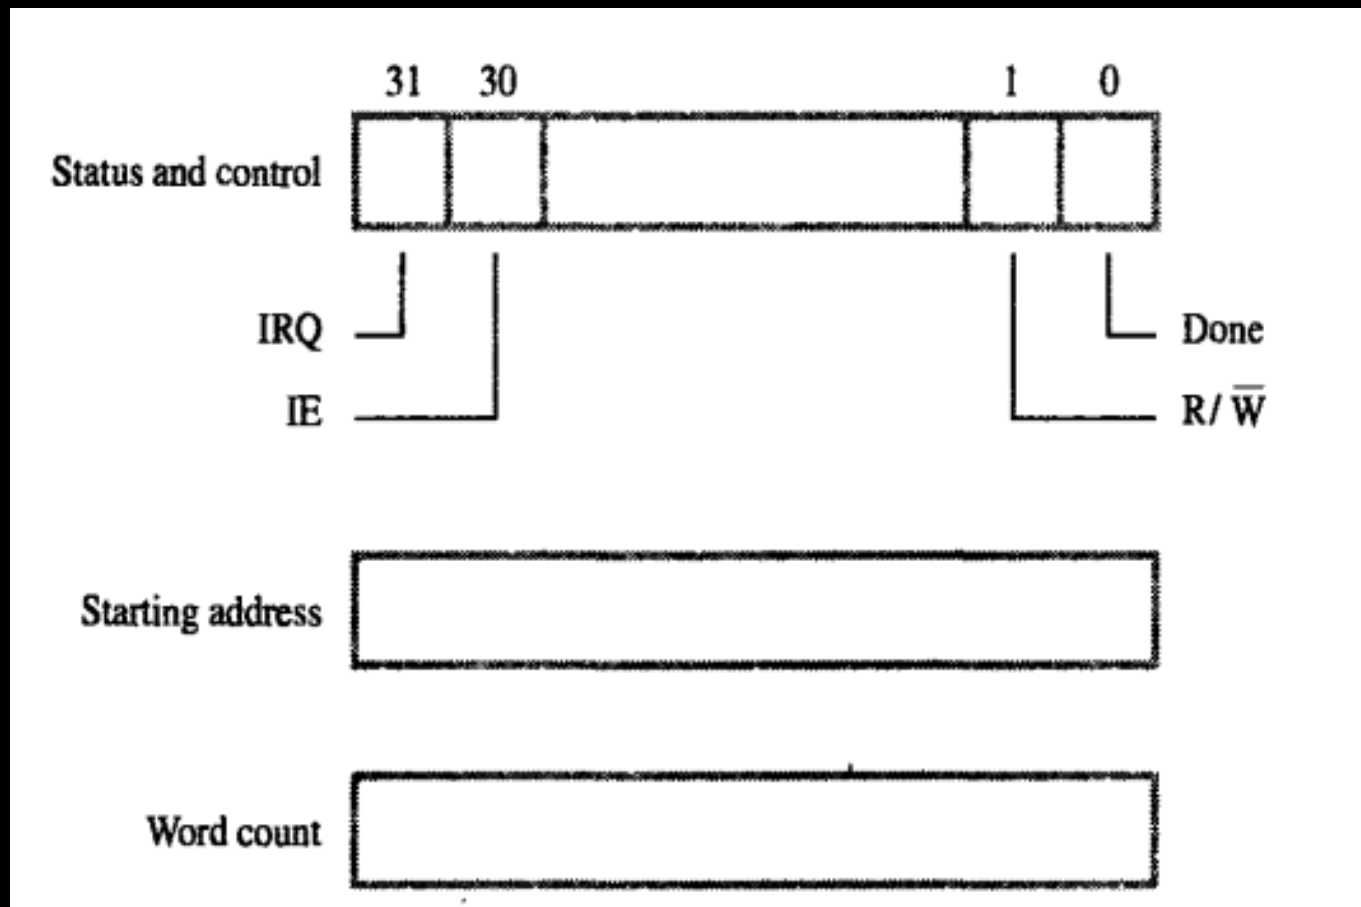 31 30 1 0
Status and control
IRQ Done
IE R/ W̅
Starting address
Word count